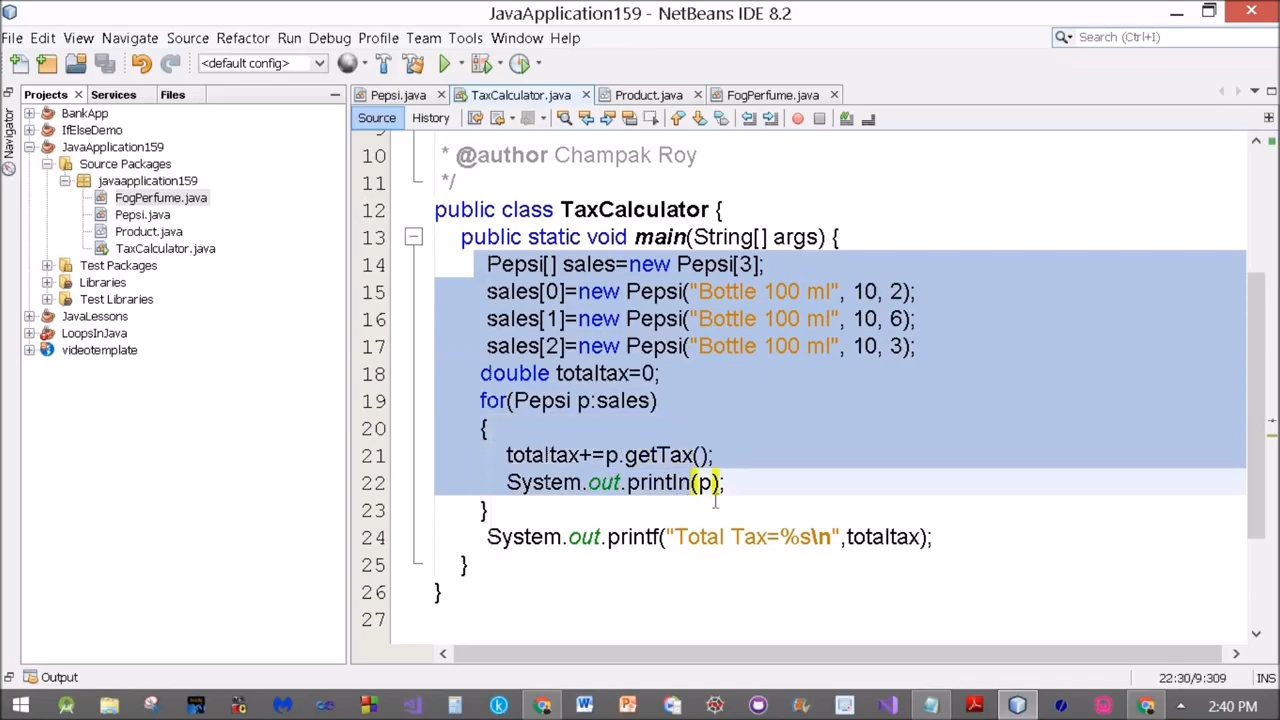 JavaApplication159 - NetBeans IDE 8.2
File Edit View Navigate Source Refactor Run Debug Profile Team Tools Window Help
Search (Ctrl+I)
<default config>
Projects Services Files
Pepsi.java TaxCalculator.java Product.java FogPerfume.java
Source History
Navigator
BankApp
IfElseDemo
JavaApplication159
Source Packages
javaapplication159
FogPerfume.java
Pepsi.java
Product.java
TaxCalculator.java
Test Packages
Libraries
Test Libraries
JavaLessons
LoopsInJava
videotemplate
10 * @author Champak Roy
11 */
12 public class TaxCalculator {
13 public static void main(String[] args) {
14 Pepsi[] sales=new Pepsi[3];
15 sales[0]=new Pepsi("Bottle 100 ml", 10, 2);
16 sales[1]=new Pepsi("Bottle 100 ml", 10, 6);
17 sales[2]=new Pepsi("Bottle 100 ml", 10, 3);
18 double totaltax=0;
19 for(Pepsi p:sales)
20 {
21 totaltax+=p.getTax();
22 System.out.println(p);
23 }
24 System.out.printf("Total Tax=%s\n",totaltax);
25 }
26 }
27
Output
22:30/9:309 INS
2:40 PM